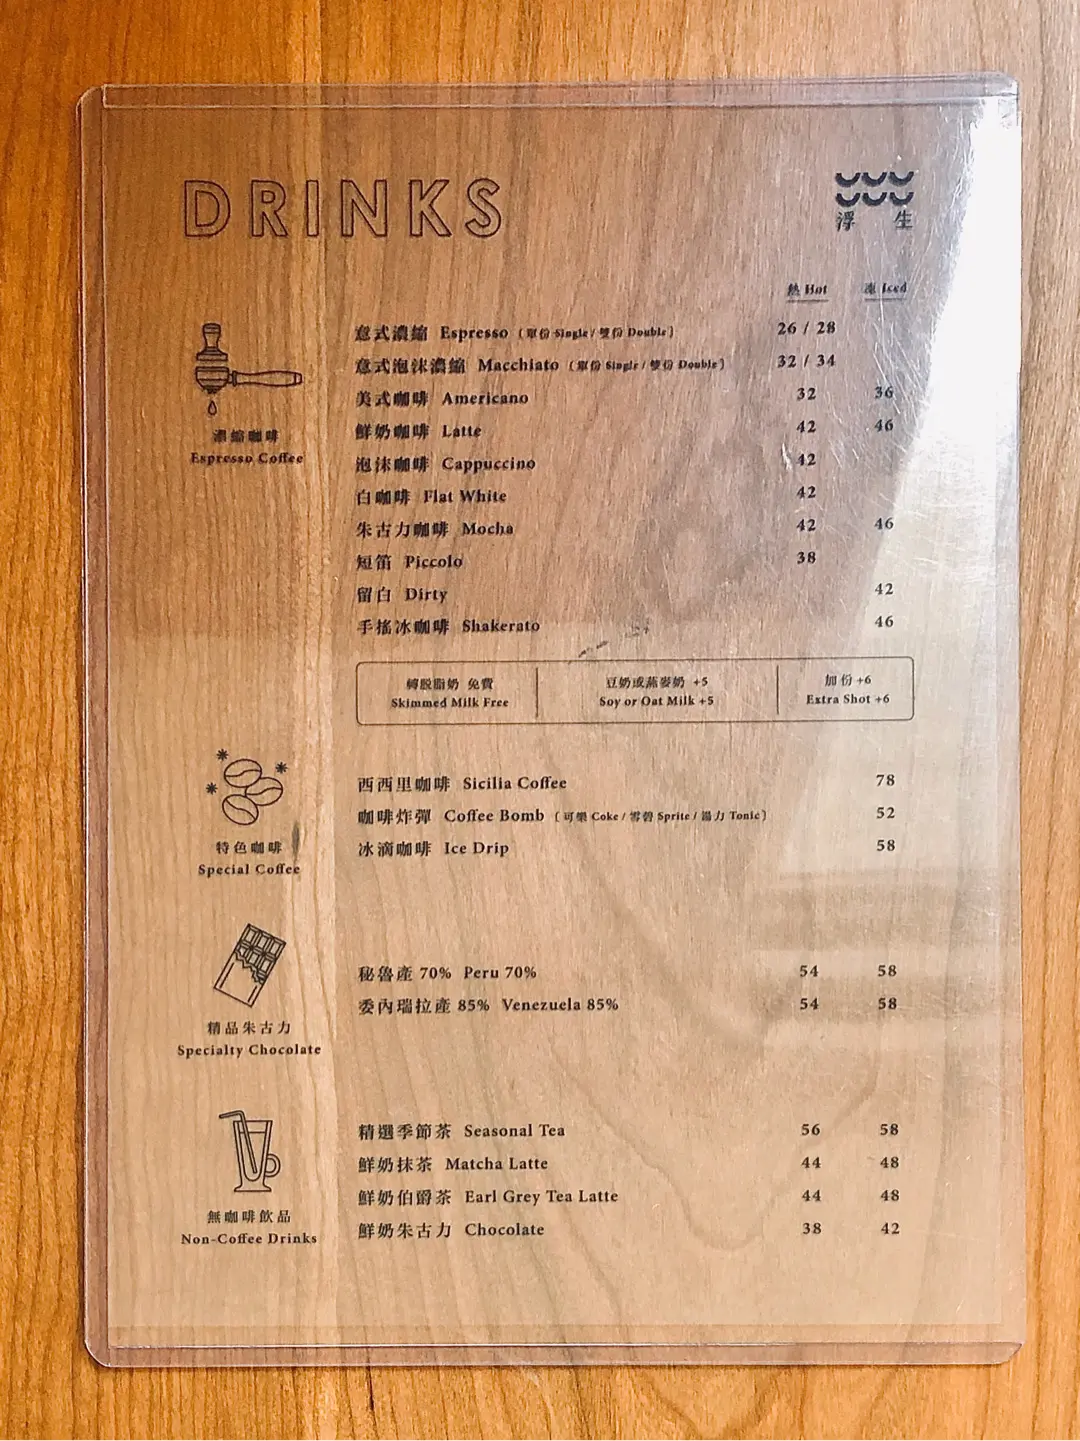 DRINKS
浮 生
熱 Hot 凍 Iced
意式濃縮 Espresso (單份 Single / 雙份 Double) 26 / 28
意式泡沫濃縮 Macchiato (單份 Single / 雙份 Double) 32 / 34
美式咖啡 Americano 32 36
鮮奶咖啡 Latte 42 46
泡沫咖啡 Cappuccino 42
白咖啡 Flat White 42
朱古力咖啡 Mocha 42 46
短笛 Piccolo 38
留白 Dirty 42
手搖冰咖啡 Shakerato 46
濃縮咖啡
Espresso Coffee
轉脱脂奶 免費
Skimmed Milk Free
豆奶或燕麥奶 +5
Soy or Oat Milk +5
加份 +6
Extra Shot +6
西西里咖啡 Sicilia Coffee 78
咖啡炸彈 Coffee Bomb (可樂 Coke / 雪碧 Sprite / 湯力 Tonic) 52
冰滴咖啡 Ice Drip 58
特色咖啡
Special Coffee
秘魯產 70% Peru 70% 54 58
委內瑞拉產 85% Venezuela 85% 54 58
精品朱古力
Specialty Chocolate
精選季節茶 Seasonal Tea 56 58
鮮奶抹茶 Matcha Latte 44 48
鮮奶伯爵茶 Earl Grey Tea Latte 44 48
鮮奶朱古力 Chocolate 38 42
無咖啡飲品
Non-Coffee Drinks